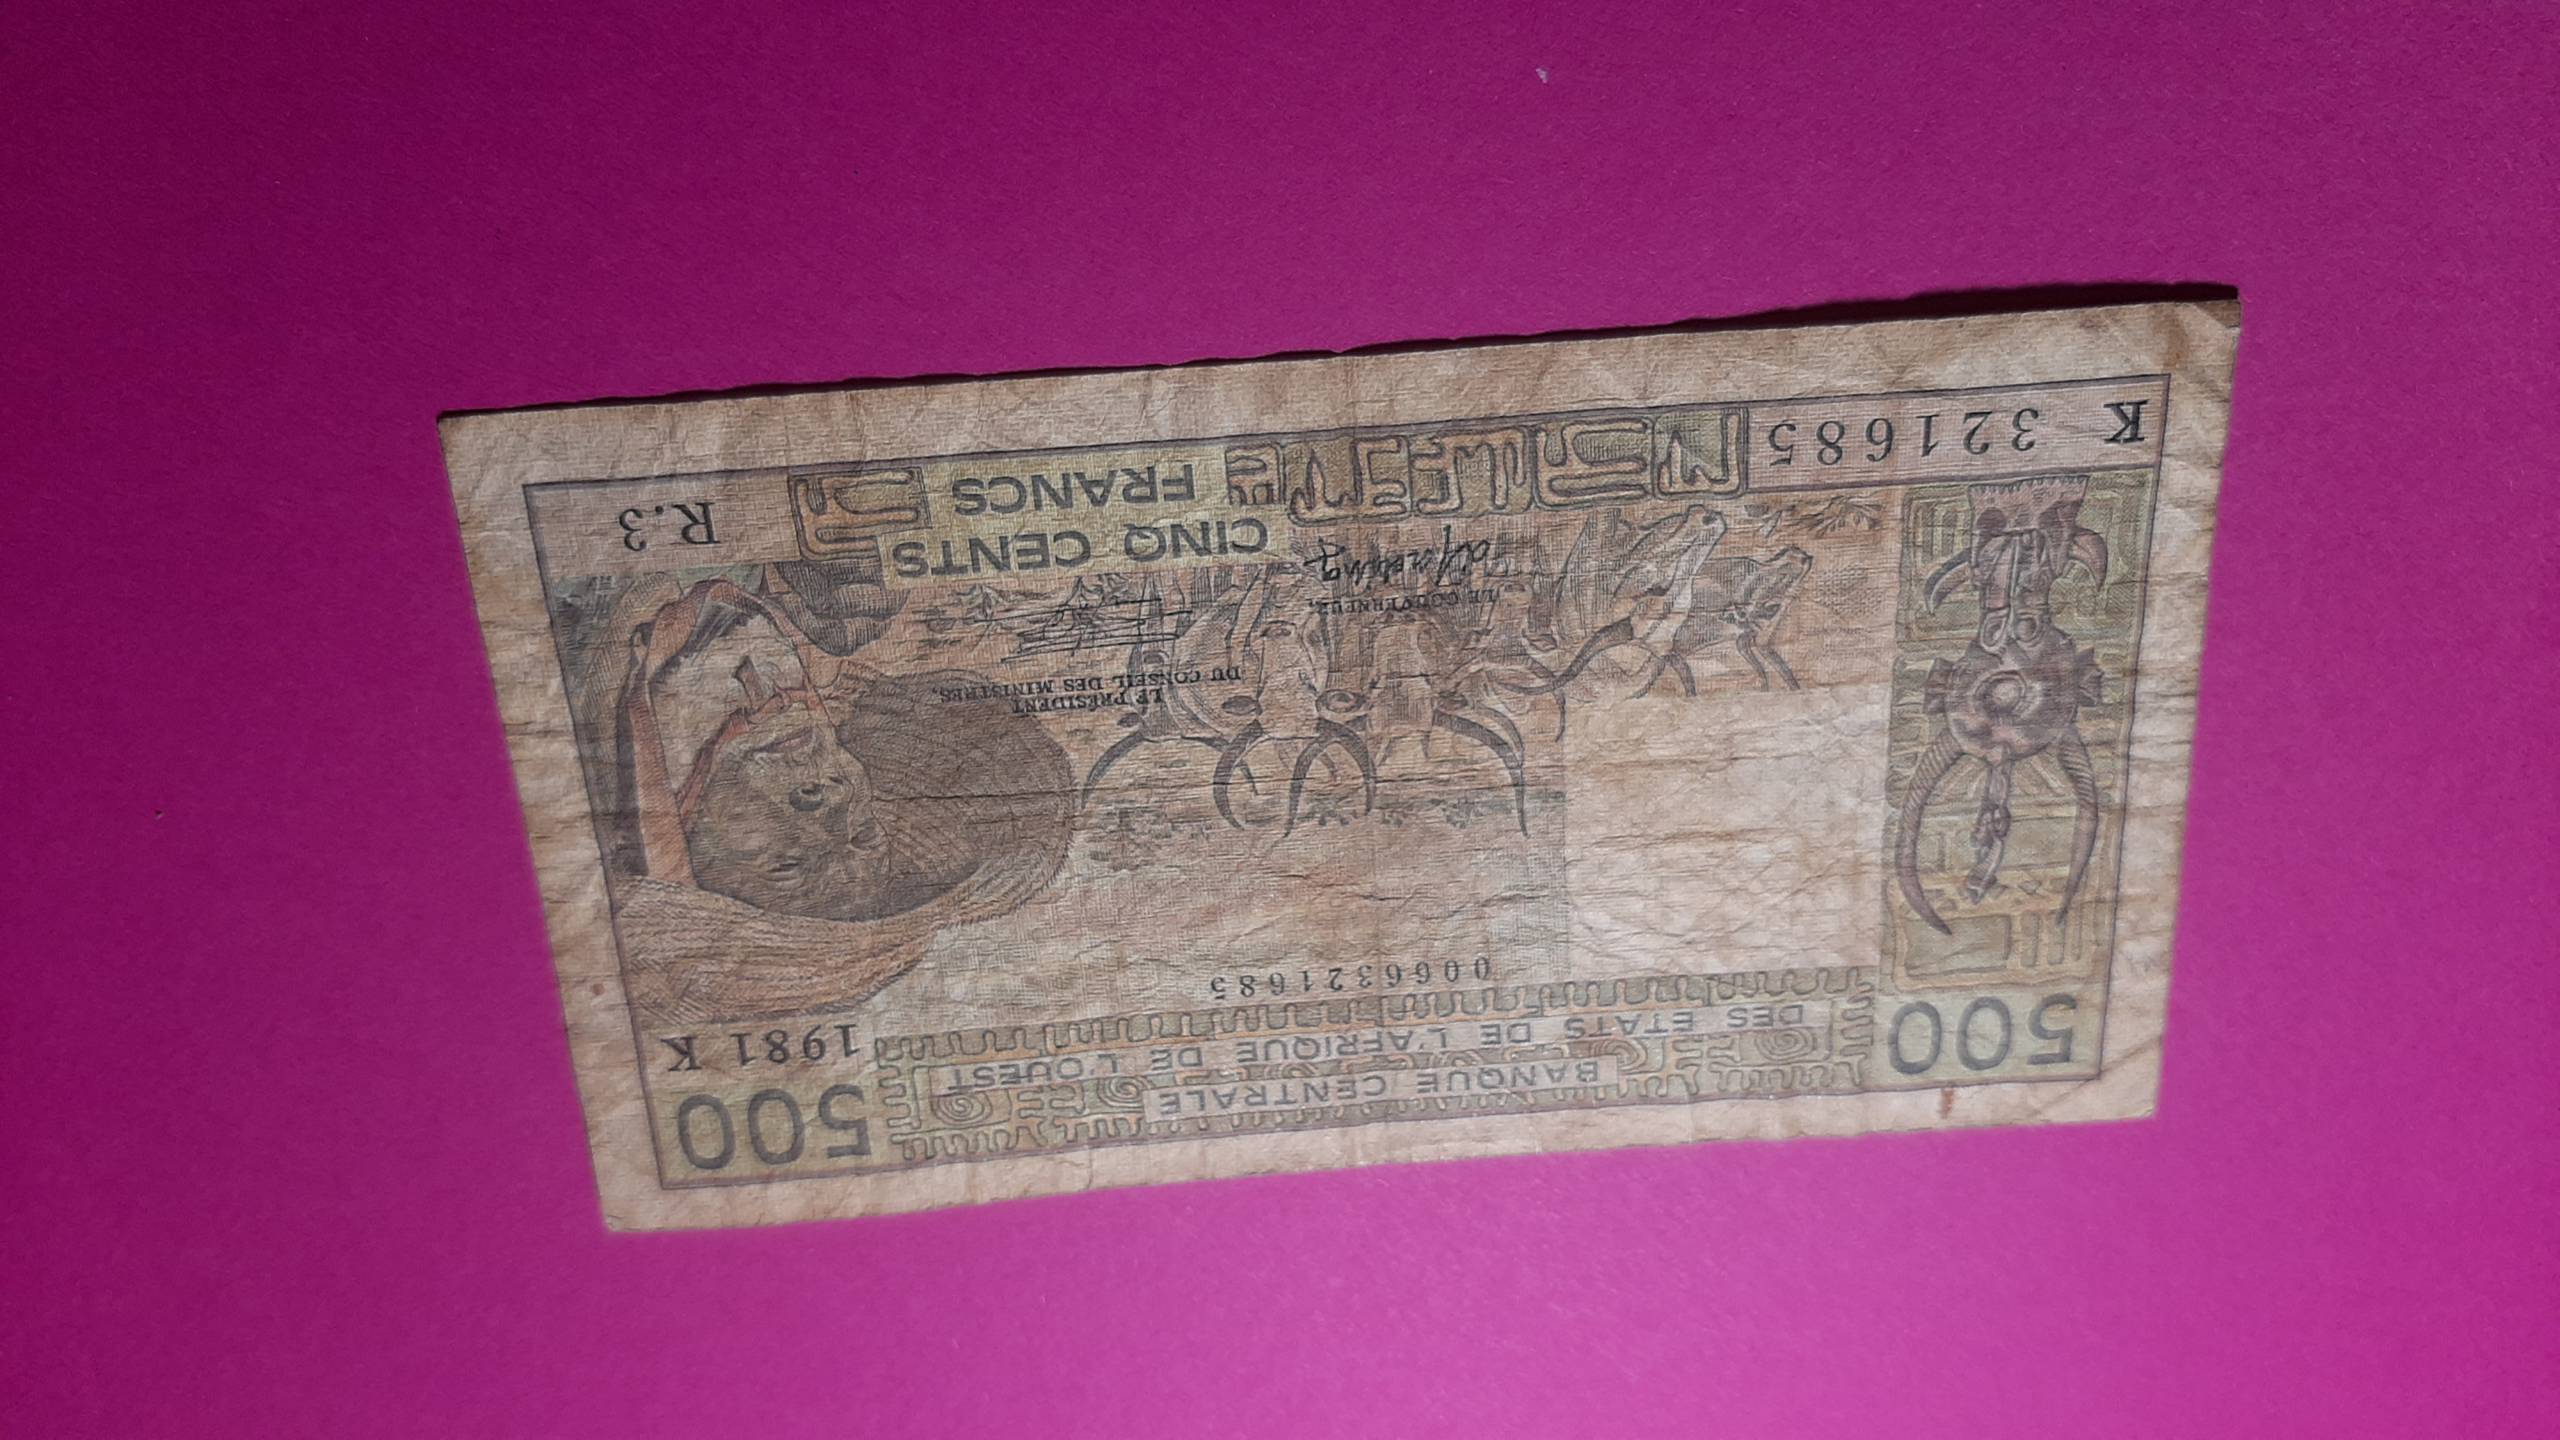 500
BANQUE CENTRALE
DES ETATS DE L'AFRIQUE DE L'OUEST
500
1981 K
0066321685
LE PRÉSIDENT
DU CONSEIL DES MINISTRES,
LE GOUVERNEUR,
CINQ CENTS
FRANCS
K 321685
R.3